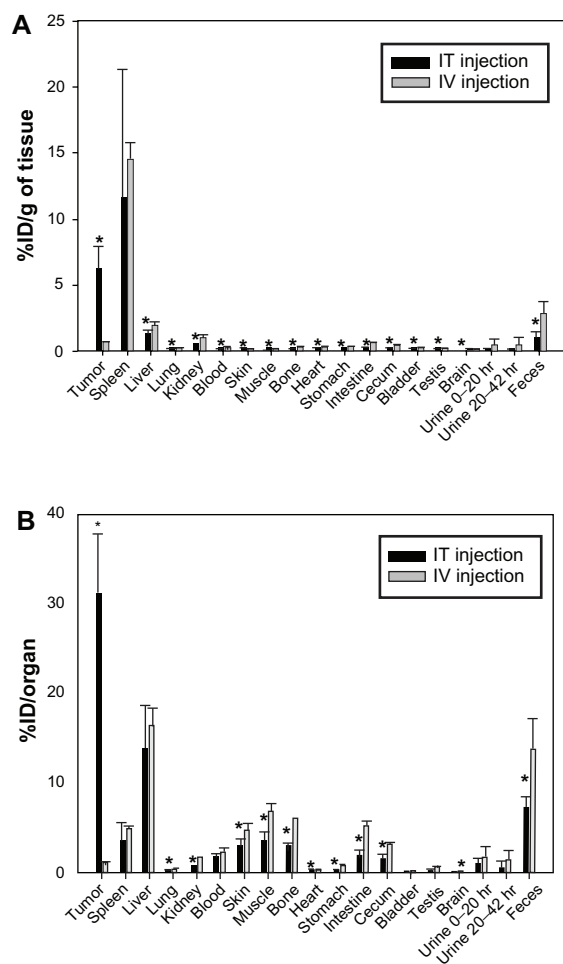 A
25
20
15
10
5
0
%ID/g of tissue
IT injection
IV injection
*
* * * * * * * * * * * * * * *
Tumor
Spleen
Liver
Lung
Kidney
Blood
Skin
Muscle
Bone
Heart
Stomach
Intestine
Cecum
Bladder
Testis
Brain
Urine 0–20 hr
Urine 20–42 hr
Feces
B
40
30
20
10
0
%ID/organ
IT injection
IV injection
*
* * * * * * * * * * *
Tumor
Spleen
Liver
Lung
Kidney
Blood
Skin
Muscle
Bone
Heart
Stomach
Intestine
Cecum
Bladder
Testis
Brain
Urine 0–20 hr
Urine 20–42 hr
Feces